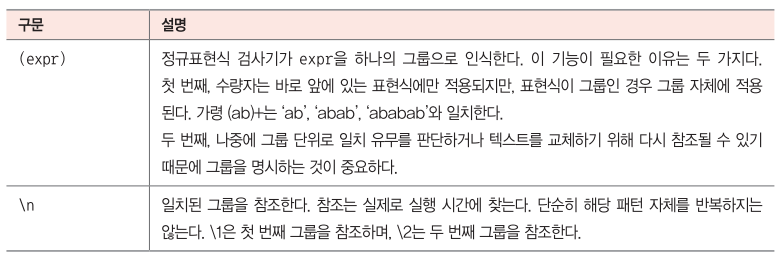 구문 설명
(expr) 정규표현식 검사기가 expr을 하나의 그룹으로 인식한다. 이 기능이 필요한 이유는 두 가지다.
첫 번째, 수량자는 바로 앞에 있는 표현식에만 적용되지만, 표현식이 그룹인 경우 그룹 자체에 적용
된다. 가령 (ab)+는 ‘ab’, ‘abab’, ‘ababab’와 일치한다.
두 번째, 나중에 그룹 단위로 일치 유무를 판단하거나 텍스트를 교체하기 위해 다시 참조될 수 있기
때문에 그룹을 명시하는 것이 중요하다.
\n 일치된 그룹을 참조한다. 참조는 실제로 실행 시간에 찾는다. 단순히 해당 패턴 자체를 반복하지는
않는다. \1은 첫 번째 그룹을 참조하며, \2는 두 번째 그룹을 참조한다.